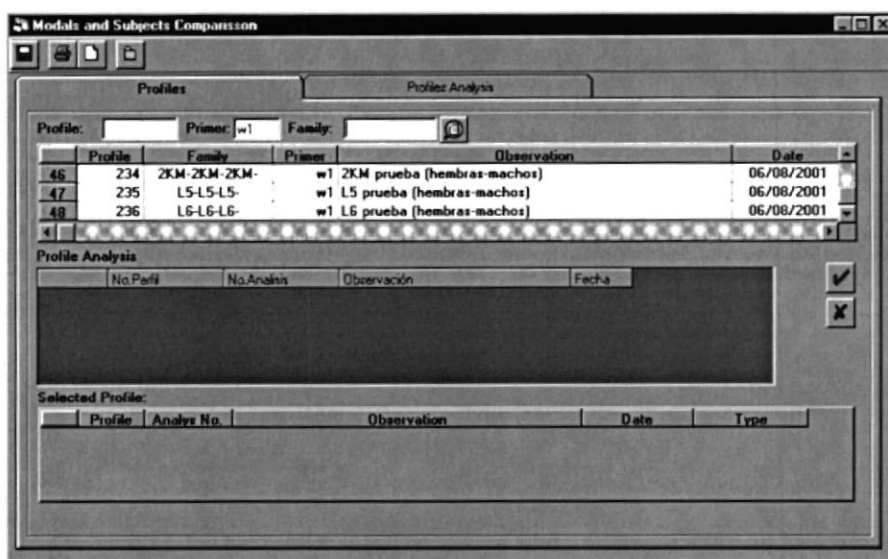 Modals and Subjects Comparisson
Profiles Profiles Analysis
Profile: Primer: w1 Family:
Profile Family Primer Observation Date
46 234 2KM-2KM-2KM- w1 2KM prueba (hembras-machos) 06/08/2001
47 235 L5-L5-L5- w1 L5 prueba (hembras-machos) 06/08/2001
48 236 L6-L6-L6- w1 L6 prueba (hembras-machos) 06/08/2001
Profile Analysis
No.Perfil No.Analisis Observación Fecha
Selected Profile:
Profile Analys No. Observation Date Type